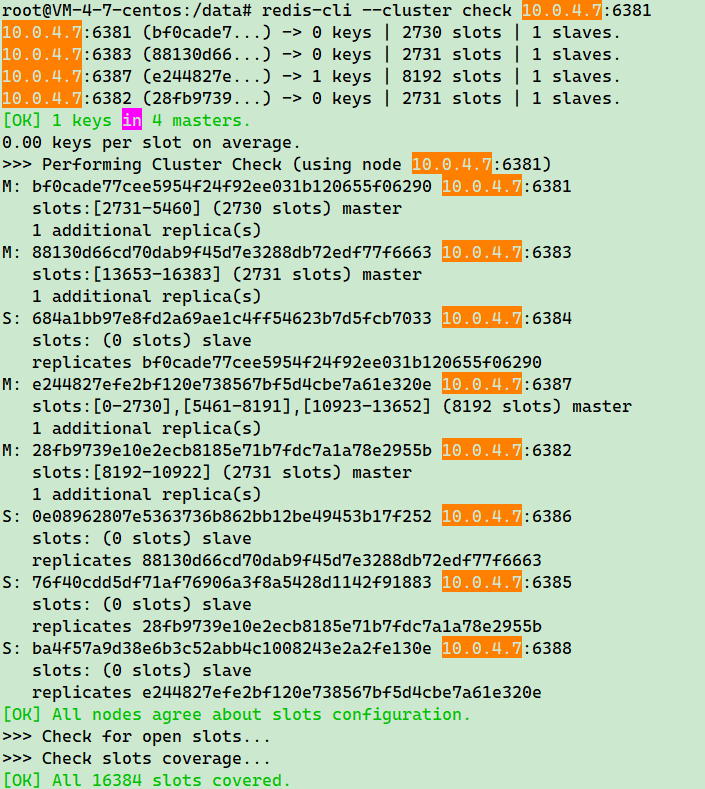 root@VM-4-7-centos:/data# redis-cli --cluster check 10.0.4.7:6381
10.0.4.7:6381 (bf0cade7...) -> 0 keys | 2730 slots | 1 slaves.
10.0.4.7:6383 (88130d66...) -> 0 keys | 2731 slots | 1 slaves.
10.0.4.7:6387 (e244827e...) -> 1 keys | 8192 slots | 1 slaves.
10.0.4.7:6382 (28fb9739...) -> 0 keys | 2731 slots | 1 slaves.
[OK] 1 keys in 4 masters.
0.00 keys per slot on average.
>>> Performing Cluster Check (using node 10.0.4.7:6381)
M: bf0cade77cee5954f24f92ee031b120655f06290 10.0.4.7:6381
   slots:[2731-5460] (2730 slots) master
   1 additional replica(s)
M: 88130d66cd70dab9f45d7e3288db72edf77f6663 10.0.4.7:6383
   slots:[13653-16383] (2731 slots) master
   1 additional replica(s)
S: 684a1bb97e8fd2a69ae1c4ff54623b7d5fcb7033 10.0.4.7:6384
   slots: (0 slots) slave
   replicates bf0cade77cee5954f24f92ee031b120655f06290
M: e244827efe2bf120e738567bf5d4cbe7a61e320e 10.0.4.7:6387
   slots:[0-2730],[5461-8191],[10923-13652] (8192 slots) master
   1 additional replica(s)
M: 28fb9739e10e2ecb8185e71b7fdc7a1a78e2955b 10.0.4.7:6382
   slots:[8192-10922] (2731 slots) master
   1 additional replica(s)
S: 0e08962807e5363736b862bb12be49453b17f252 10.0.4.7:6386
   slots: (0 slots) slave
   replicates 88130d66cd70dab9f45d7e3288db72edf77f6663
S: 76f40cdd5df71af76906a3f8a5428d1142f91883 10.0.4.7:6385
   slots: (0 slots) slave
   replicates 28fb9739e10e2ecb8185e71b7fdc7a1a78e2955b
S: ba4f57a9d38e6b3c52abb4c1008243e2a2fe130e 10.0.4.7:6388
   slots: (0 slots) slave
   replicates e244827efe2bf120e738567bf5d4cbe7a61e320e
[OK] All nodes agree about slots configuration.
>>> Check for open slots...
>>> Check slots coverage...
[OK] All 16384 slots covered.